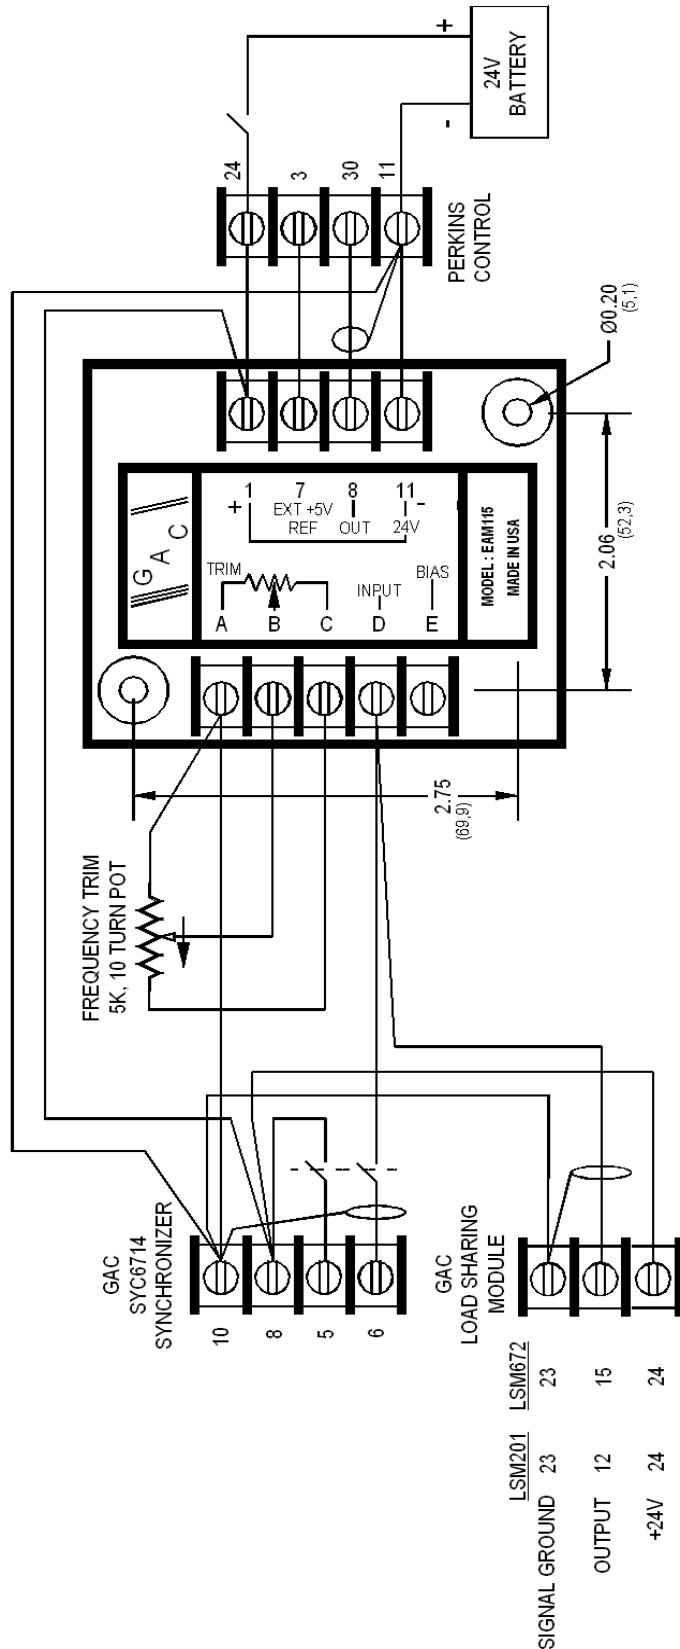 +
-
24V
BATTERY
24
3
30
11
PERKINS
CONTROL
Ø0.20
(5,1)
2.06
(52,3)
GAC
+ 1 7 8 11 -
EXT +5V
REF OUT 24V
TRIM
INPUT
BIAS
A B C D E
MODEL : EAM115
MADE IN USA
2.75
(69,9)
FREQUENCY TRIM
5K, 10 TURN POT
GAC
SYC6714
SYNCHRONIZER
10
8
5
6
GAC
LOAD SHARING
MODULE
LSM201 LSM672
SIGNAL GROUND 23 23
OUTPUT 12 15
+24V 24 24